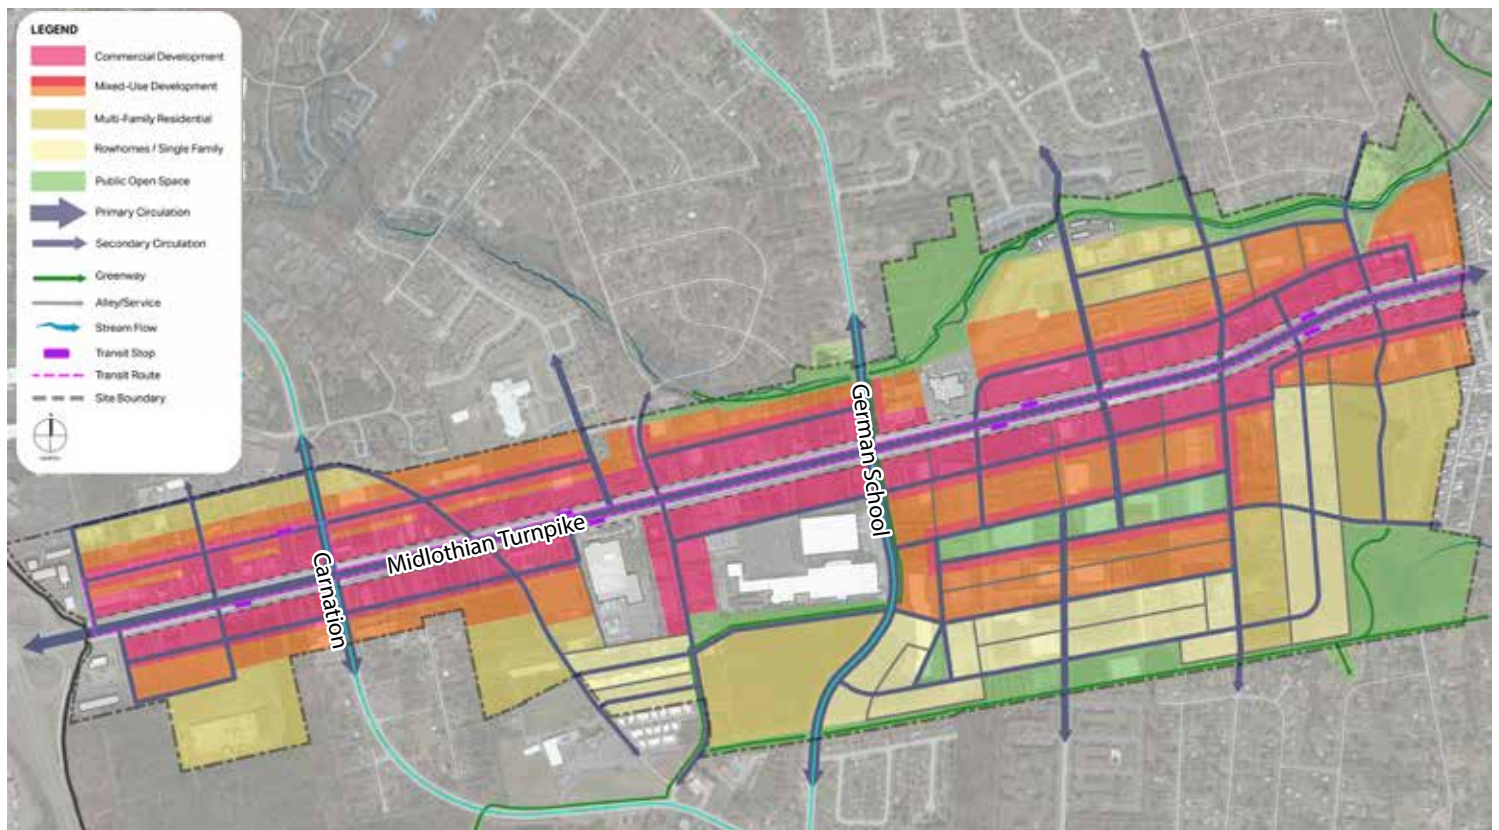 LEGEND
Commercial Development
Mixed-Use Development
Multi-Family Residential
Rowhomes / Single Family
Public Open Space
Primary Circulation
Secondary Circulation
Greenway
Alley/Service
Stream Flow
Transit Stop
Transit Route
Site Boundary
Carnation
Midlothian Turnpike
German School